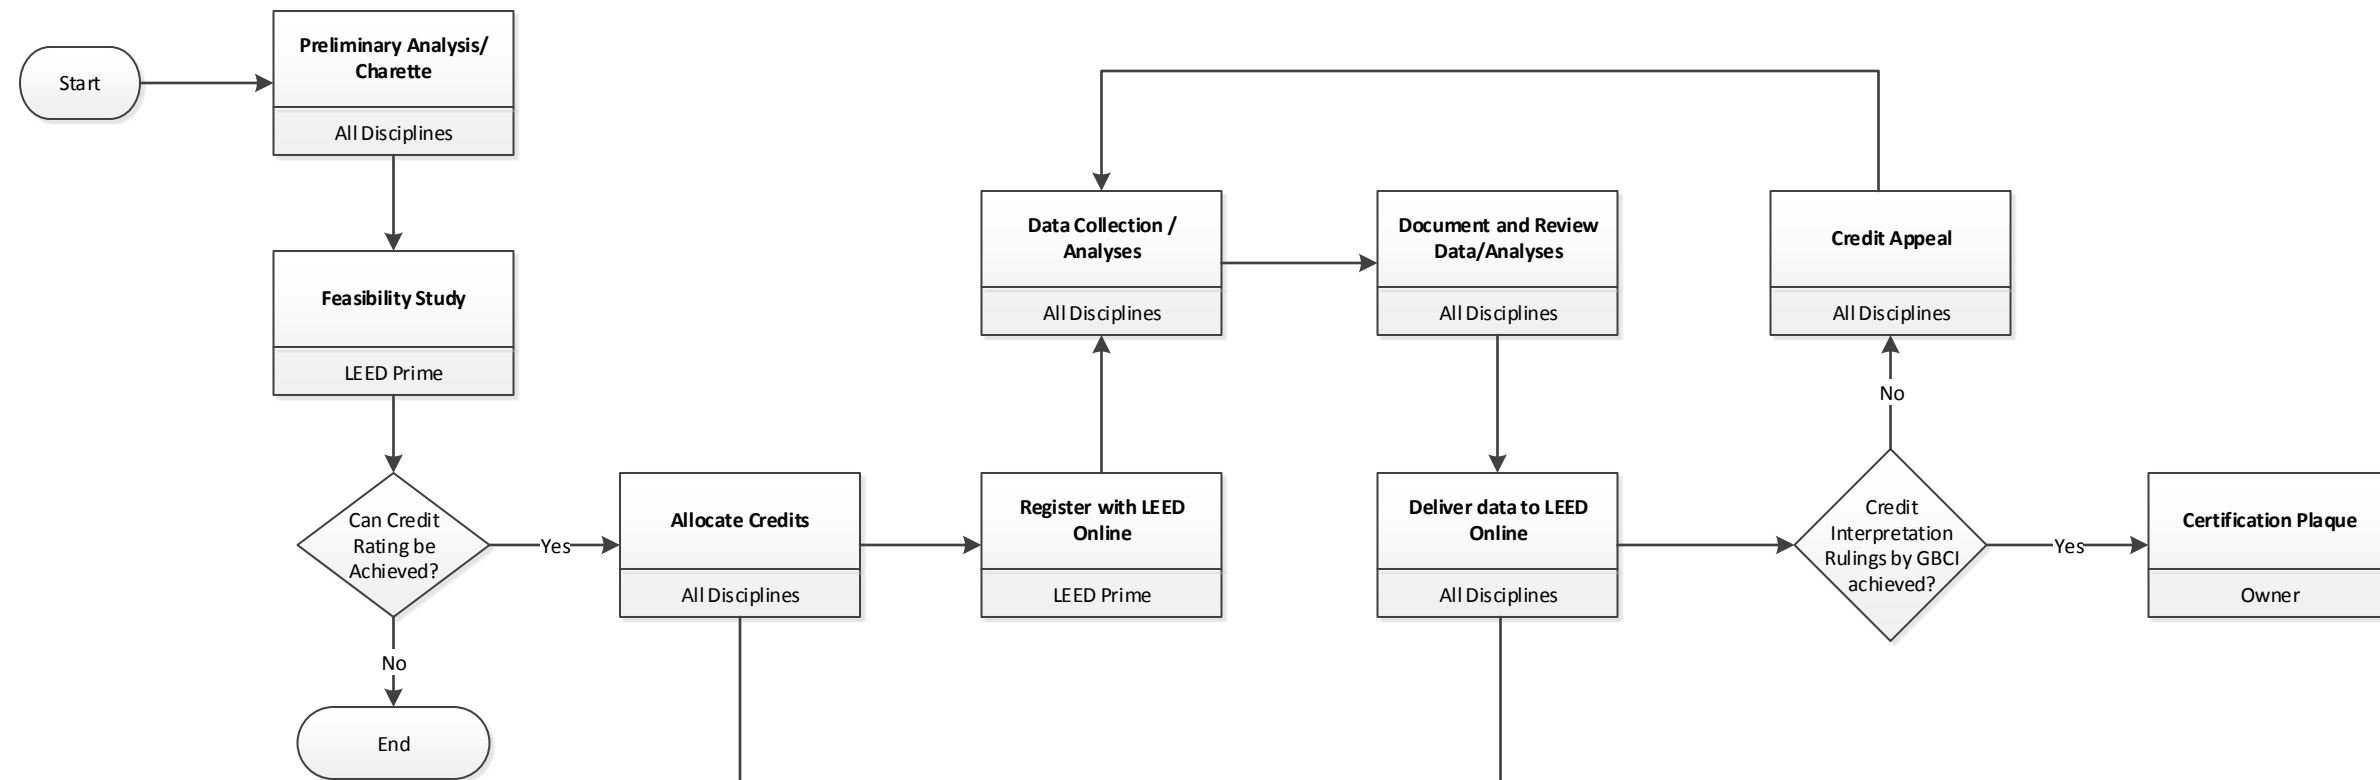 Start
Preliminary Analysis/
Charette
All Disciplines
Feasibility Study
LEED Prime
Can Credit
Rating be
Achieved?
No
End
Yes
Allocate Credits
All Disciplines
Register with LEED
Online
LEED Prime
Data Collection /
Analyses
All Disciplines
Document and Review
Data/Analyses
All Disciplines
Deliver data to LEED
Online
All Disciplines
Credit
Interpretation
Rulings by GBCI
achieved?
No
Credit Appeal
All Disciplines
Yes
Certification Plaque
Owner